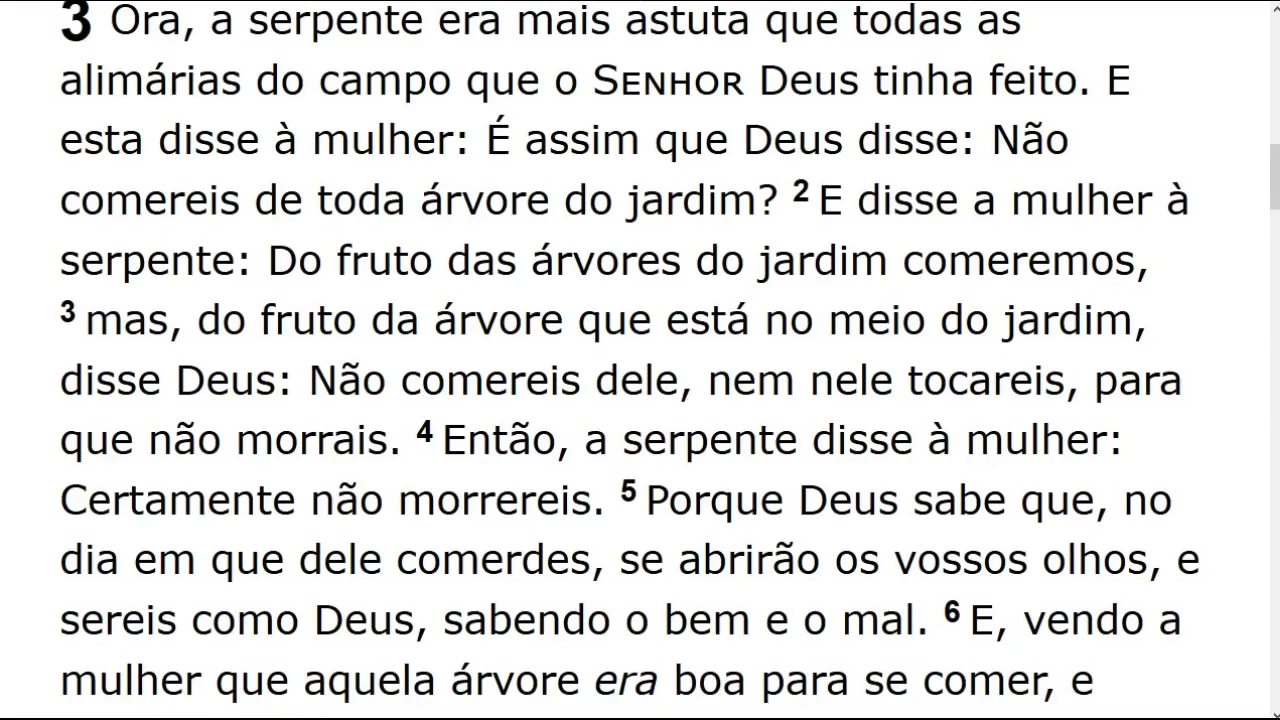 3 Ora, a serpente era mais astuta que todas as
alimárias do campo que o SENHOR Deus tinha feito. E
esta disse à mulher: É assim que Deus disse: Não
comereis de toda árvore do jardim? 2 E disse a mulher à
serpente: Do fruto das árvores do jardim comeremos,
3 mas, do fruto da árvore que está no meio do jardim,
disse Deus: Não comereis dele, nem nele tocareis, para
que não morrais. 4 Então, a serpente disse à mulher:
Certamente não morrereis. 5 Porque Deus sabe que, no
dia em que dele comerdes, se abrirão os vossos olhos, e
sereis como Deus, sabendo o bem e o mal. 6 E, vendo a
mulher que aquela árvore era boa para se comer, e